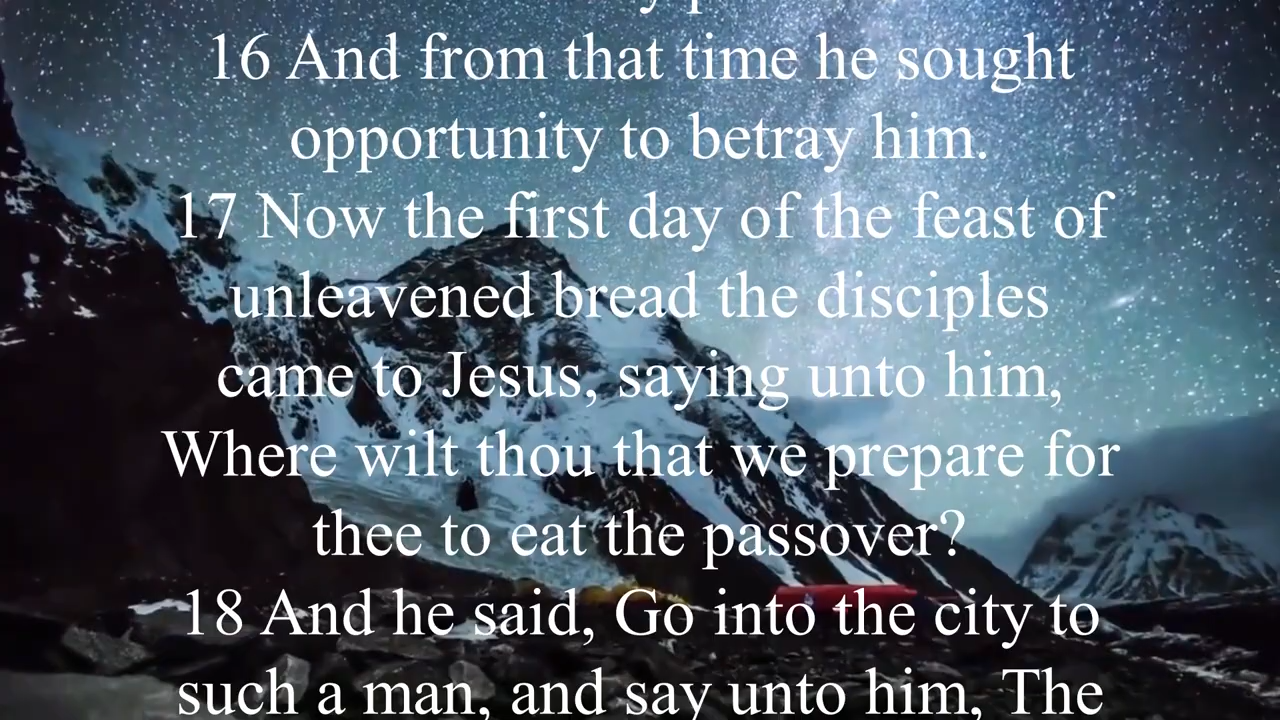 16 And from that time he sought
opportunity to betray him.
17 Now the first day of the feast of
unleavened bread the disciples
came to Jesus, saying unto him,
Where wilt thou that we prepare for
thee to eat the passover?
18 And he said, Go into the city to
such a man, and say unto him, The